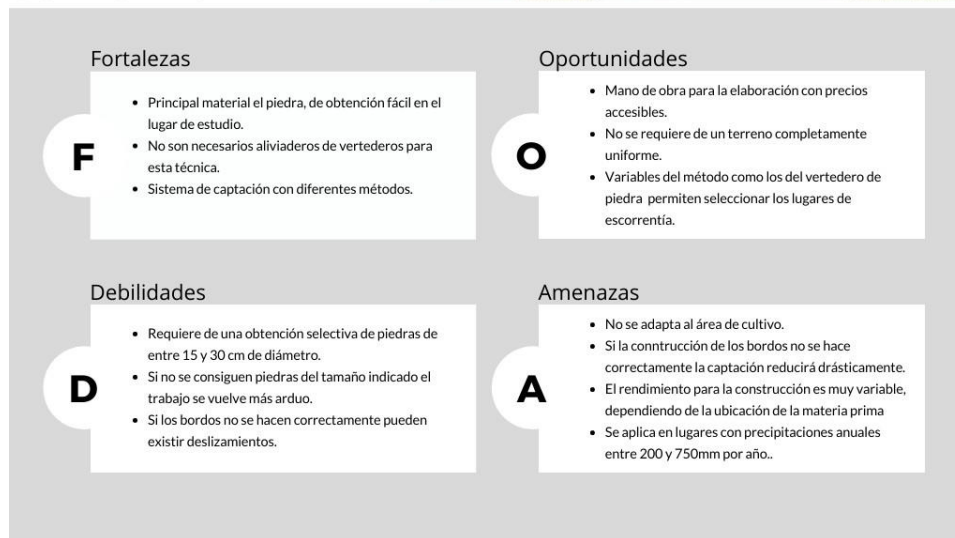 Fortalezas
F
• Principal material el piedra, de obtención fácil en el
lugar de estudio.
• No son necesarios aliviaderos de vertederos para
esta técnica.
• Sistema de captación con diferentes métodos.
Oportunidades
O
• Mano de obra para la elaboración con precios
accesibles.
• No se requiere de un terreno completamente
uniforme.
• Variables del método como los del vertedero de
piedra permiten seleccionar los lugares de
escorrentía.
Debilidades
D
• Requiere de una obtención selectiva de piedras de
entre 15 y 30 cm de diámetro.
• Si no se consiguen piedras del tamaño indicado el
trabajo se vuelve más arduo.
• Si los bordos no se hacen correctamente pueden
existir deslizamientos.
Amenazas
A
• No se adapta al área de cultivo.
• Si la conntrucción de los bordos no se hace
correctamente la captación reducirá drásticamente.
• El rendimiento para la construcción es muy variable,
dependiendo de la ubicación de la materia prima
• Se aplica en lugares con precipitaciones anuales
entre 200 y 750mm por año..